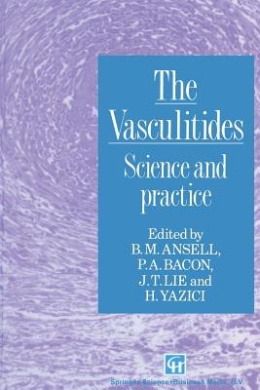 The
Vasculitides
Science and
practice
Edited by
B.M.ANSELL,
P.A.BACON,
J.T.LIE and
H.YAZICI
Springer Science+Business Media, B.V.